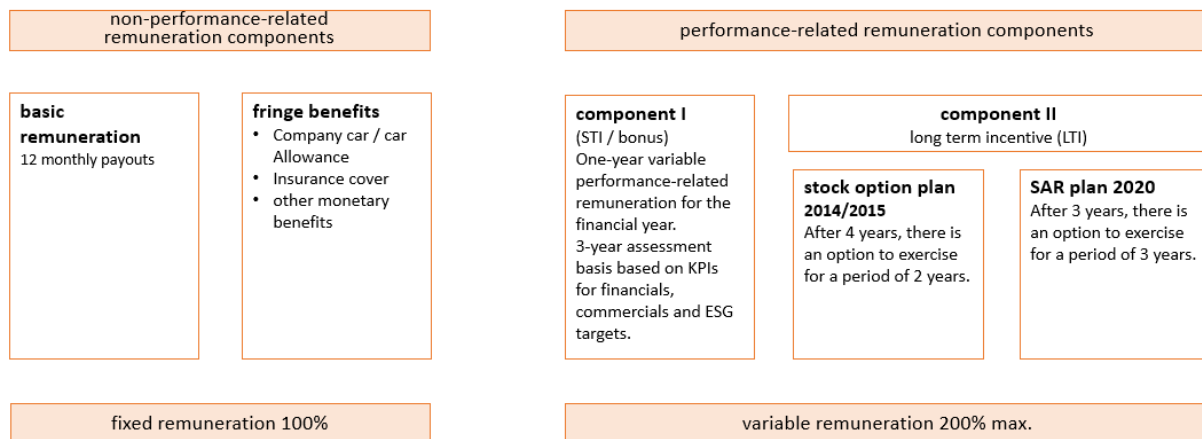 non-performance-related
remuneration components
performance-related remuneration components
basic
remuneration
12 monthly payouts
fringe benefits
• Company car / car
Allowance
• Insurance cover
• other monetary
benefits
component I
(STI / bonus)
One-year variable
performance-related
remuneration for the
financial year.
3-year assessment
basis based on KPIs
for financials,
commercials and ESG
targets.
component II
long term incentive (LTI)
stock option plan
2014/2015
After 4 years, there is
an option to exercise
for a period of 2 years.
SAR plan 2020
After 3 years, there is
an option to exercise
for a period of 3 years.
fixed remuneration 100%
variable remuneration 200% max.